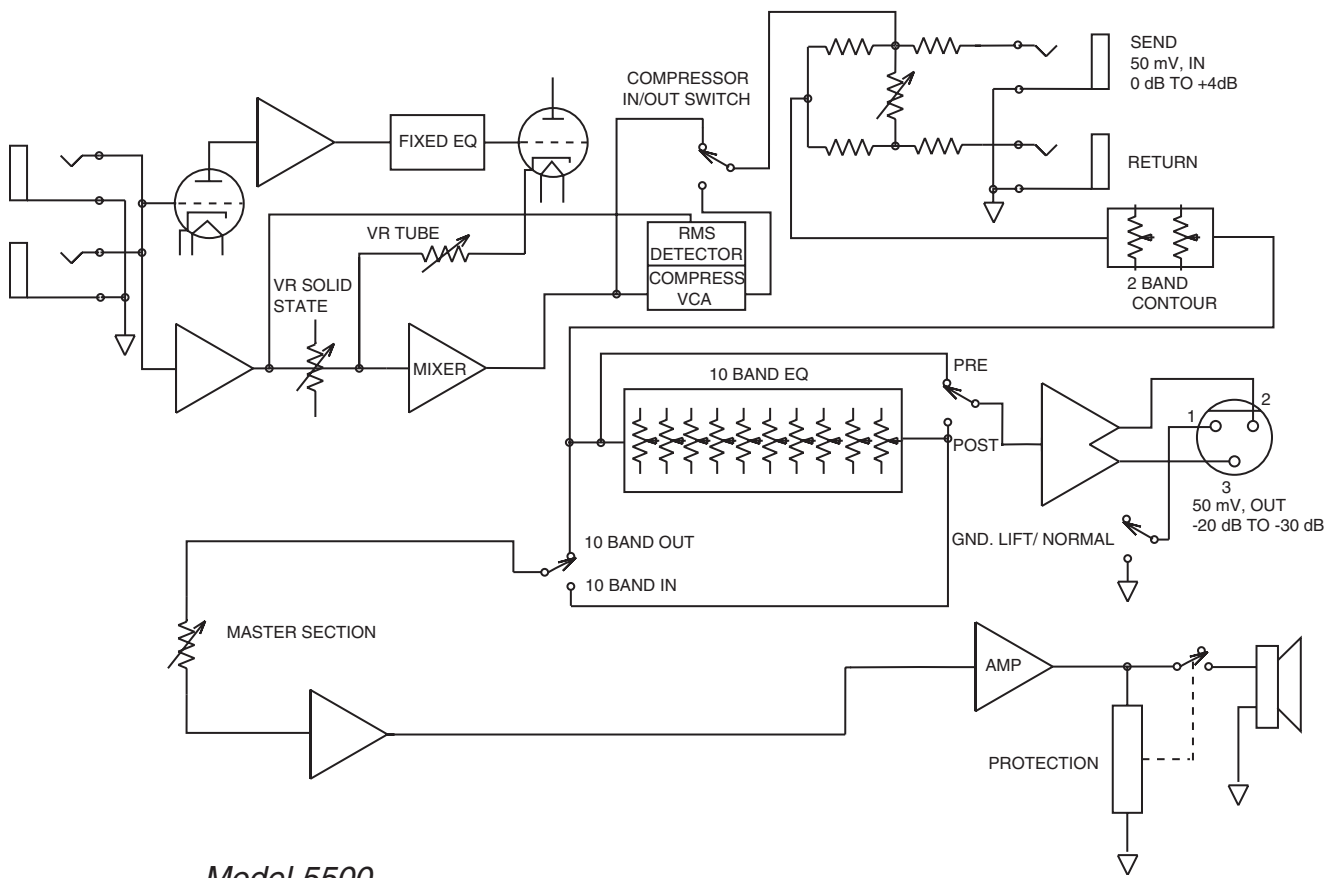 COMPRESSOR
IN/OUT SWITCH
SEND
50 mV, IN
0 dB TO +4dB
FIXED EQ
RETURN
VR TUBE
RMS
DETECTOR
COMPRESS
VCA
VR SOLID
STATE
2 BAND
CONTOUR
MIXER
10 BAND EQ
PRE
POST
1
2
3
50 mV, OUT
-20 dB TO -30 dB
GND. LIFT/ NORMAL
10 BAND OUT
10 BAND IN
MASTER SECTION
AMP
PROTECTION
Model 5500